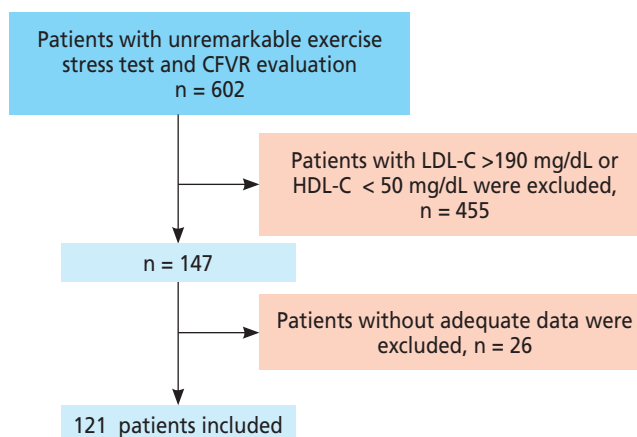 Patients with unremarkable exercise
stress test and CFVR evaluation
n = 602
Patients with LDL-C >190 mg/dL or
HDL-C < 50 mg/dL were excluded,
n = 455
n = 147
Patients without adequate data were
excluded, n = 26
121 patients included